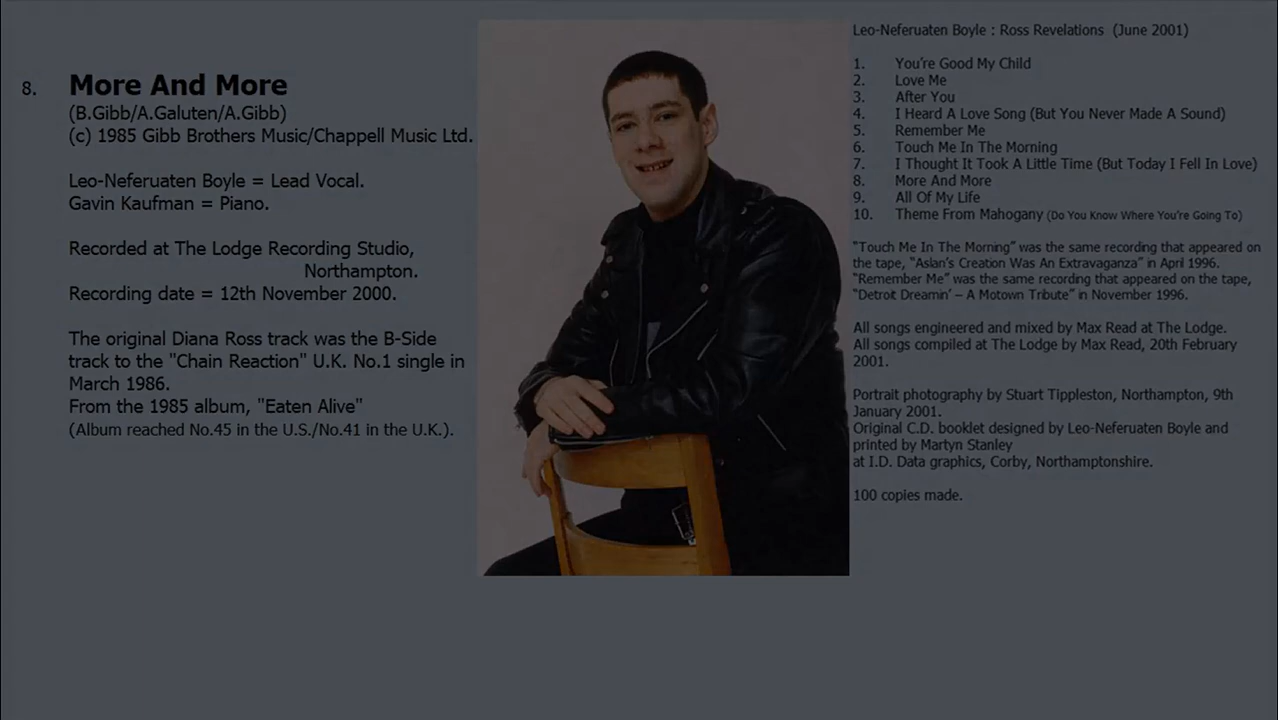 8. More And More
(B.Gibb/A.Galuten/A.Gibb)
(c) 1985 Gibb Brothers Music/Chappell Music Ltd.
Leo-Neferuaten Boyle = Lead Vocal.
Gavin Kaufman = Piano.
Recorded at The Lodge Recording Studio,
Northampton.
Recording date = 12th November 2000.
The original Diana Ross track was the B-Side
track to the "Chain Reaction" U.K. No.1 single in
March 1986.
From the 1985 album, "Eaten Alive"
(Album reached No.45 in the U.S./No.41 in the U.K.).
Leo-Neferuaten Boyle : Ross Revelations (June 2001)
1. You're Good My Child
2. Love Me
3. After You
4. I Heard A Love Song (But You Never Made A Sound)
5. Remember Me
6. Touch Me In The Morning
7. I Thought It Took A Little Time (But Today I Fell In Love)
8. More And More
9. All Of My Life
10. Theme From Mahogany (Do You Know Where You're Going To)
"Touch Me In The Morning" was the same recording that appeared on
the tape, "Aslan's Creation Was An Extravaganza" in April 1996.
"Remember Me" was the same recording that appeared on the tape,
"Detroit Dreamin' – A Motown Tribute" in November 1996.
All songs engineered and mixed by Max Read at The Lodge.
All songs compiled at The Lodge by Max Read, 20th February
2001.
Portrait photography by Stuart Tippleston, Northampton, 9th
January 2001.
Original C.D. booklet designed by Leo-Neferuaten Boyle and
printed by Martyn Stanley
at I.D. Data graphics, Corby, Northamptonshire.
100 copies made.